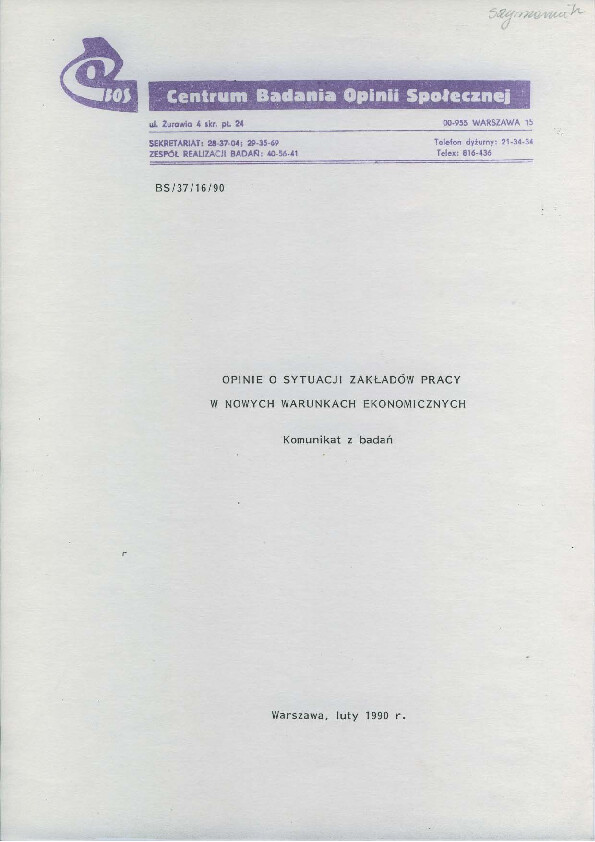 Szymaniak
CBOS
Centrum Badania Opinii Społecznej
ul. Żurawia 4 skr. pt. 24
00-955 WARSZAWA 15
SEKRETARIAT: 28-37-04; 29-35-69
Telefon dyżurny: 21-34-54
ZESPÓŁ REALIZACJI BADAŃ: 40-56-41
Telex: 816-436
BS/37/16/90
OPINIE O SYTUACJI ZAKŁADÓW PRACY
W NOWYCH WARUNKACH EKONOMICZNYCH
Komunikat z badań
Warszawa, luty 1990 r.